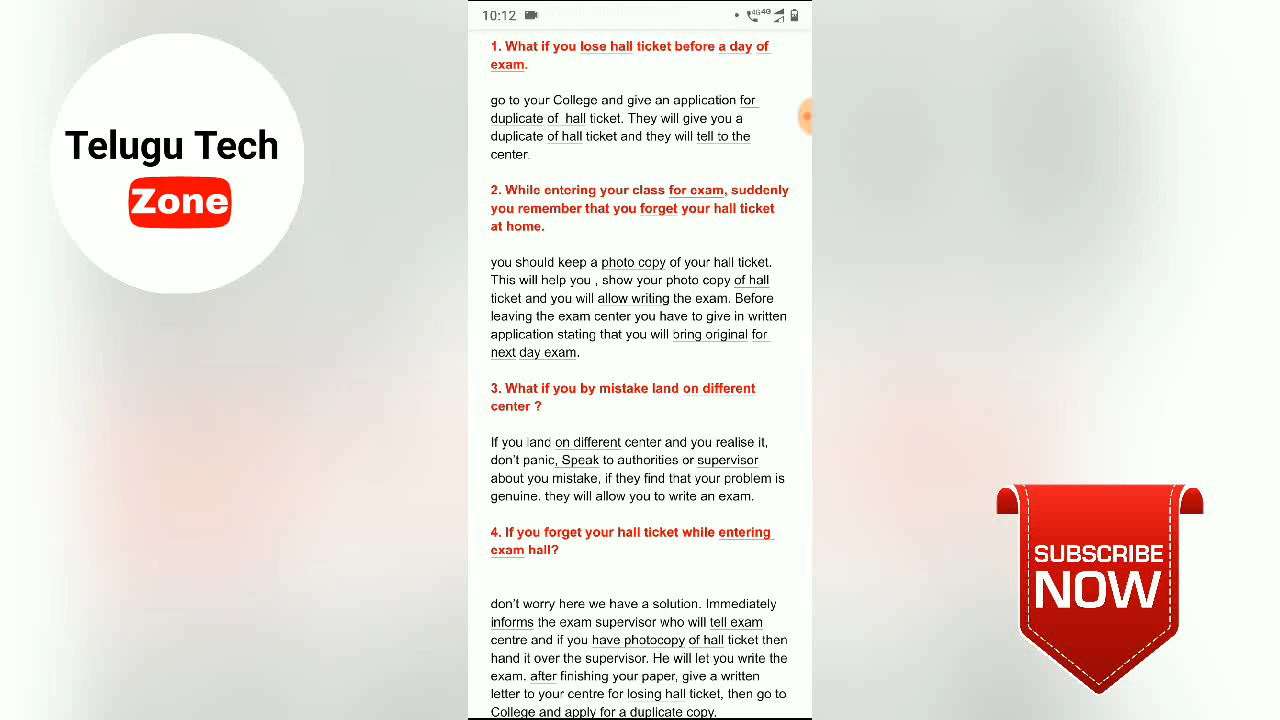 Telugu Tech
Zone
10:12
4G 4G
1. What if you lose hall ticket before a day of
exam.
go to your College and give an application for
duplicate of  hall ticket. They will give you a
duplicate of hall ticket and they will tell to the
center.
2. While entering your class for exam, suddenly
you remember that you forget your hall ticket
at home.
you should keep a photo copy of your hall ticket.
This will help you , show your photo copy of hall
ticket and you will allow writing the exam. Before
leaving the exam center you have to give in written
application stating that you will bring original for
next day exam.
3. What if you by mistake land on different
center ?
If you land on different center and you realise it,
don't panic, Speak to authorities or supervisor
about you mistake, if they find that your problem is
genuine. they will allow you to write an exam.
4. If you forget your hall ticket while entering
exam hall?
don't worry here we have a solution. Immediately
informs the exam supervisor who will tell exam
centre and if you have photocopy of hall ticket then
hand it over the supervisor. He will let you write the
exam. after finishing your paper, give a written
letter to your centre for losing hall ticket, then go to
College and apply for a duplicate copy.
SUBSCRIBE
NOW